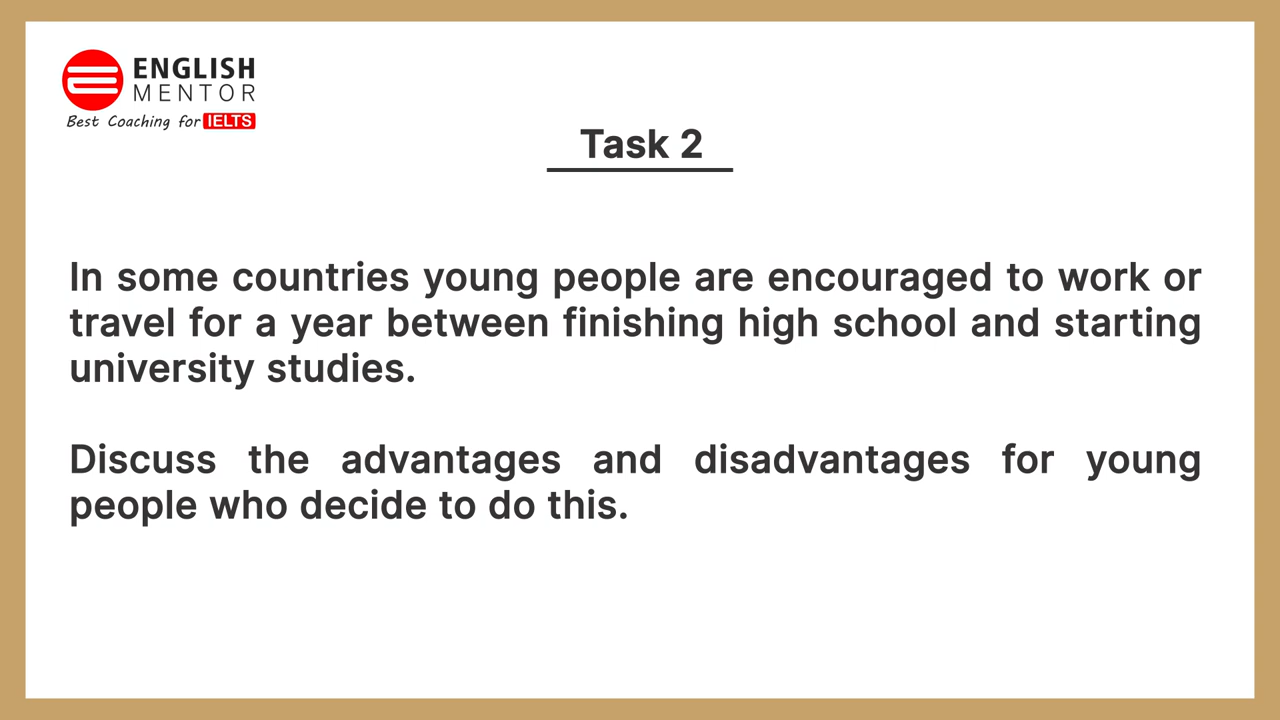 ENGLISH
MENTOR
Best Coaching for IELTS
Task 2
In some countries young people are encouraged to work or
travel for a year between finishing high school and starting
university studies.
Discuss the advantages and disadvantages for young
people who decide to do this.